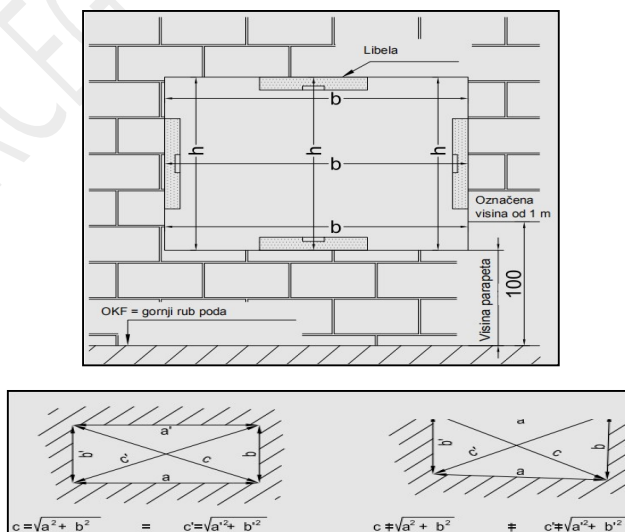 Libela
b
h
h
h
b
b
Označena
visina od 1 m
Visina parapeta
100
OKF = gornji rub poda
a'
b'
c'
c
b
a
a
b'
c'
c
b
a
c =√a² + b² = c'=√a'²+ b'²
c ≠√a² + b² ≠ c'≠√a'²+ b'²